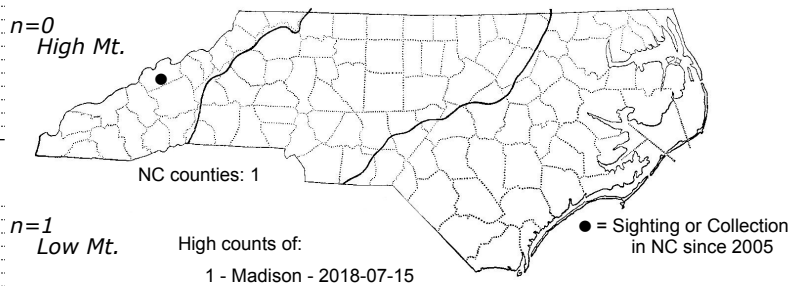 n=0
High Mt.
NC counties: 1
n=1
Low Mt.
High counts of:
1 - Madison - 2018-07-15
● = Sighting or Collection
in NC since 2005